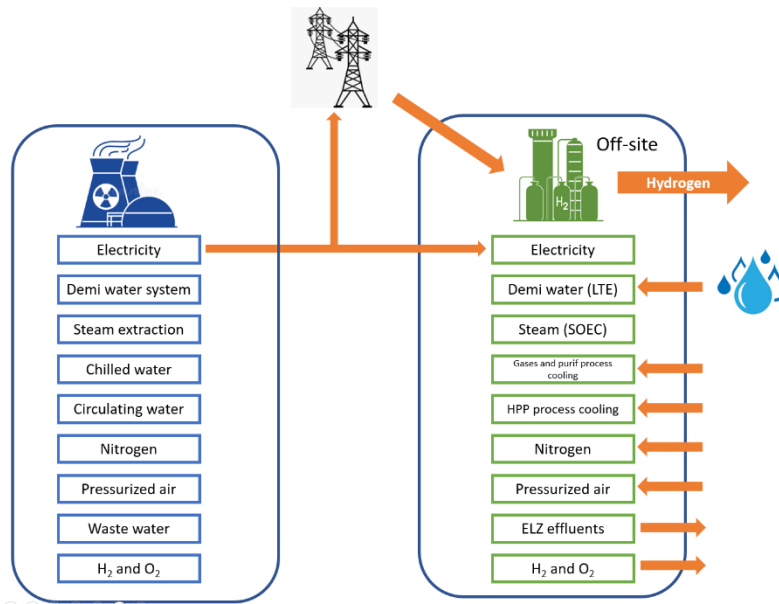 Off-site
Hydrogen
H2
Electricity
Demi water system
Steam extraction
Chilled water
Circulating water
Nitrogen
Pressurized air
Waste water
H₂ and O₂
Electricity
Demi water (LTE)
Steam (SOEC)
Gases and purif process
cooling
HPP process cooling
Nitrogen
Pressurized air
ELZ effluents
H₂ and O₂